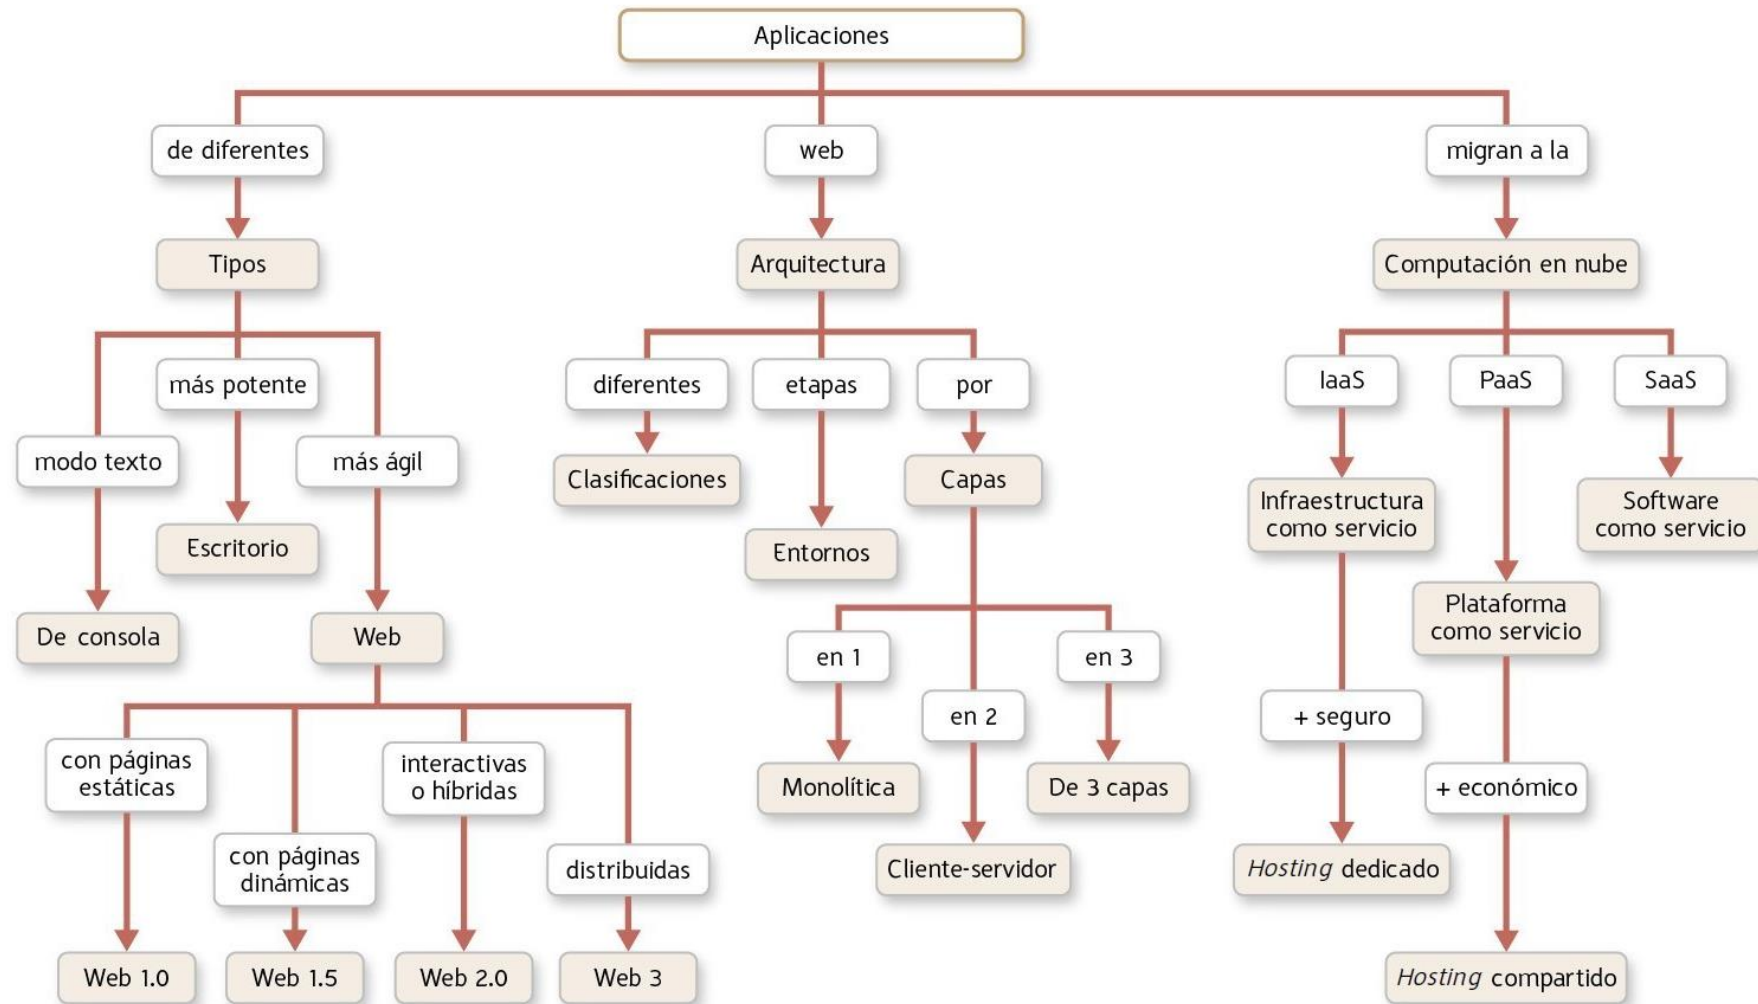 Aplicaciones
de diferentes
web
migran a la
Tipos
Arquitectura
Computación en nube
más potente
diferentes
etapas
por
IaaS
PaaS
SaaS
modo texto
más ágil
Clasificaciones
Capas
Infraestructura
como servicio
Software
como servicio
Escritorio
Entornos
De consola
Web
Plataforma
como servicio
en 1
en 3
en 2
+ seguro
con páginas
estáticas
interactivas
o híbridas
Monolítica
De 3 capas
+ económico
con páginas
dinámicas
distribuidas
Cliente-servidor
Hosting dedicado
Web 1.0
Web 1.5
Web 2.0
Web 3
Hosting compartido